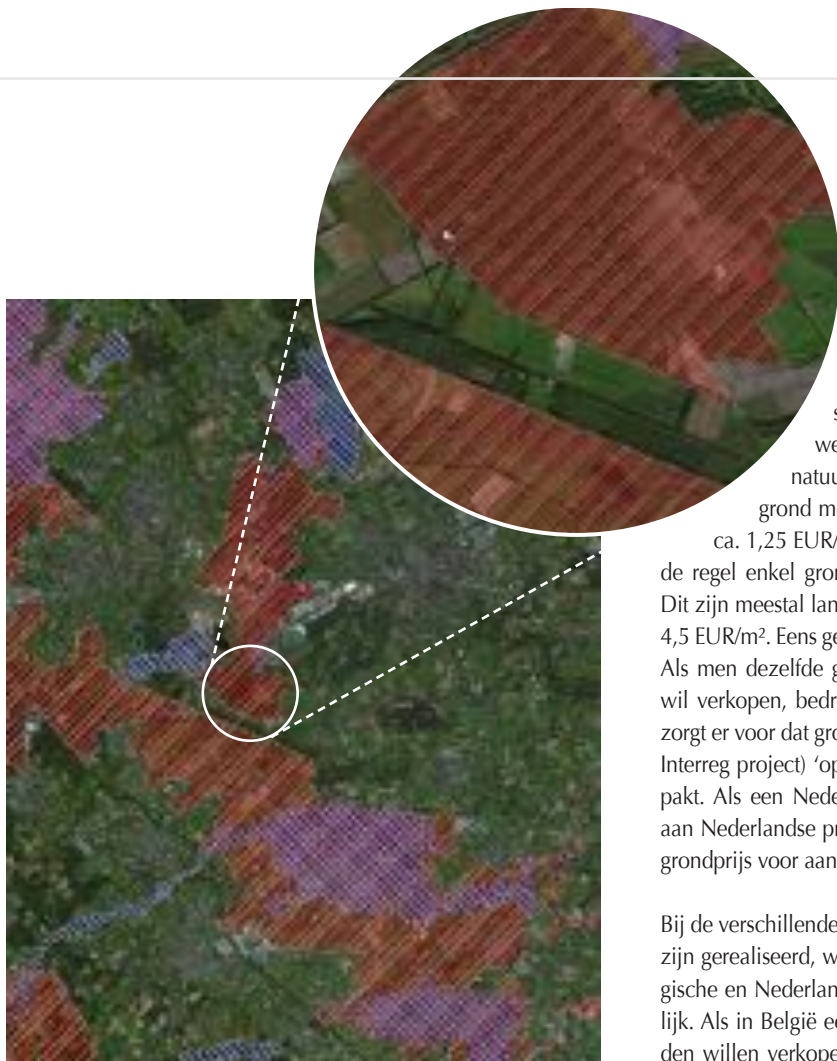 s
we
natuu
grond m
ca. 1,25 EUR/
de regel enkel gron
Dit zijn meestal lan
4,5 EUR/m². Eens ge
Als men dezelfde g
wil verkopen, bedr
zorgt er voor dat gro
Interreg project) ‘op
pakt. Als een Nede
aan Nederlandse pr
grondprijs voor aan
Bij de verschillende
zijn gerealiseerd, w
gische en Nederlan
lijk. Als in België ee
den willen verkope